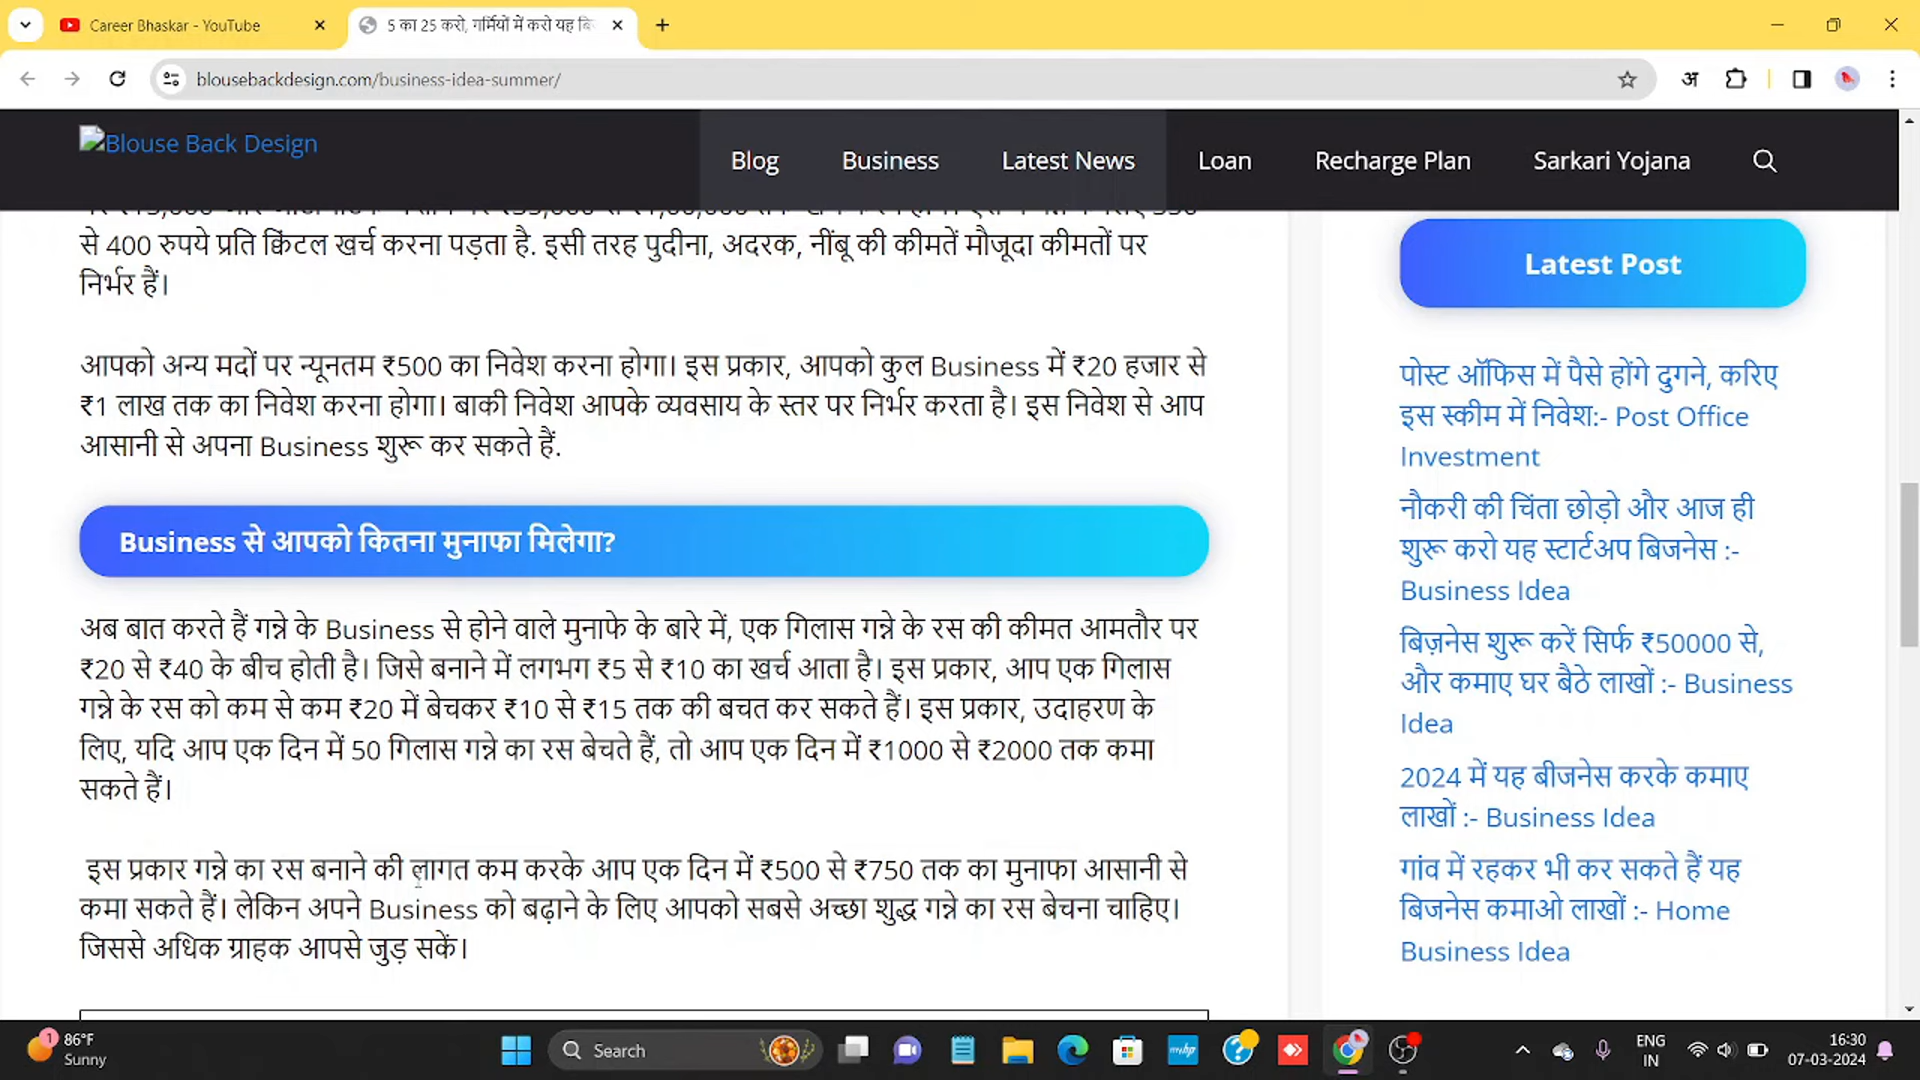 Career Bhaskar - YouTube
5 का 25 करो, गर्मियों में करो यह बि
blousebackdesign.com/business-idea-summer/
अ
Blouse Back Design
Blog
Business
Latest News
Loan
Recharge Plan
Sarkari Yojana
से 400 रुपये प्रति क्विंटल खर्च करना पड़ता है. इसी तरह पुदीना, अदरक, नींबू की कीमतें मौजूदा कीमतों पर
निर्भर हैं।
आपको अन्य मदों पर न्यूनतम ₹500 का निवेश करना होगा। इस प्रकार, आपको कुल Business में ₹20 हजार से
₹1 लाख तक का निवेश करना होगा। बाकी निवेश आपके व्यवसाय के स्तर पर निर्भर करता है। इस निवेश से आप
आसानी से अपना Business शुरू कर सकते हैं.
Business से आपको कितना मुनाफा मिलेगा?
अब बात करते हैं गन्ने के Business से होने वाले मुनाफे के बारे में, एक गिलास गन्ने के रस की कीमत आमतौर पर
₹20 से ₹40 के बीच होती है। जिसे बनाने में लगभग ₹5 से ₹10 का खर्च आता है। इस प्रकार, आप एक गिलास
गन्ने के रस को कम से कम ₹20 में बेचकर ₹10 से ₹15 तक की बचत कर सकते हैं। इस प्रकार, उदाहरण के
लिए, यदि आप एक दिन में 50 गिलास गन्ने का रस बेचते हैं, तो आप एक दिन में ₹1000 से ₹2000 तक कमा
सकते हैं।
इस प्रकार गन्ने का रस बनाने की लागत कम करके आप एक दिन में ₹500 से ₹750 तक का मुनाफा आसानी से
कमा सकते हैं। लेकिन अपने Business को बढ़ाने के लिए आपको सबसे अच्छा शुद्ध गन्ने का रस बेचना चाहिए।
जिससे अधिक ग्राहक आपसे जुड़ सकें।
Latest Post
पोस्ट ऑफिस में पैसे होंगे दुगने, करिए
इस स्कीम में निवेश:- Post Office
Investment
नौकरी की चिंता छोड़ो और आज ही
शुरू करो यह स्टार्टअप बिजनेस :-
Business Idea
बिज़नेस शुरू करें सिर्फ ₹50000 से,
और कमाए घर बैठे लाखों :- Business
Idea
2024 में यह बीजनेस करके कमाए
लाखों :- Business Idea
गांव में रहकर भी कर सकते हैं यह
बिजनेस कमाओ लाखों :- Home
Business Idea
1
86°F
Sunny
Search
myhp
ENG
IN
16:30
07-03-2024